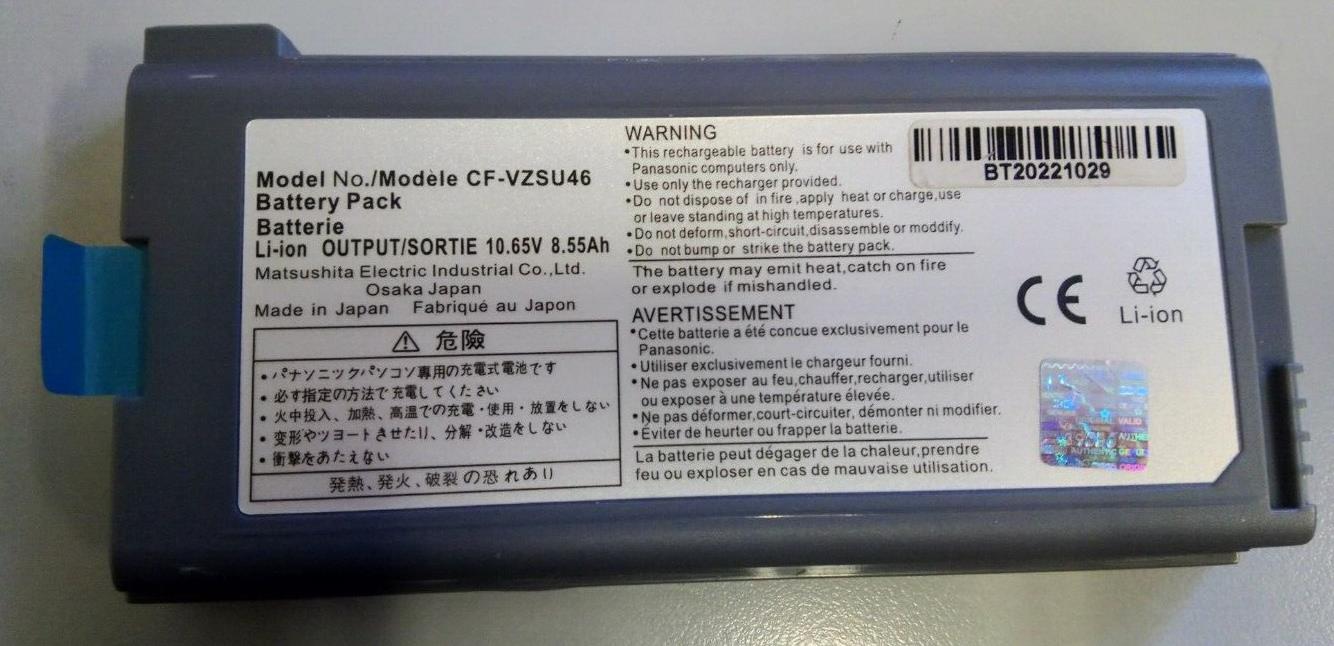 Model No./Modèle CF-VZSU46
Battery Pack
Batterie
Li-ion OUTPUT/SORTIE 10.65V 8.55Ah
Matsushita Electric Industrial Co.,Ltd.
Osaka Japan
Made in Japan Fabriqué au Japon
危險
•パナソニックパソコン専用の充電式電池です
•必ず指定の方法で充電してください
•火中投入、加熱、高温での充電・使用・放置をしない
•変形やツヨートきせたり、分解・改造をしない
•衝撃をあたえない
発熱、発火、破裂の恐れあり
WARNING
•This rechargeable battery is for use with
Panasonic computers only.
•Use only the recharger provided.
•Do not dispose of in fire ,apply heat or charge,use
or leave standing at high temperatures.
•Do not deform,short-circuit,disassemble or moddify.
•Do not bump or strike the battery pack.
The battery may emit heat,catch on fire
or explode if mishandled.
AVERTISSEMENT
•Cette batterie a été concue exclusivement pour le
Panasonic.
•Utiliser exclusivement le chargeur fourni.
•Ne pas exposer au feu,chauffer,recharger,utiliser
ou exposer à une température élevée.
•Ne pas déformer,court-circuiter, démonter ni modifier.
•Éviter de heurter ou frapper la batterie.
La batterie peut dégager de la chaleur,prendre
feu ou exploser en cas de mauvaise utilisation.
BT20221029
CE
Li-ion
VALID